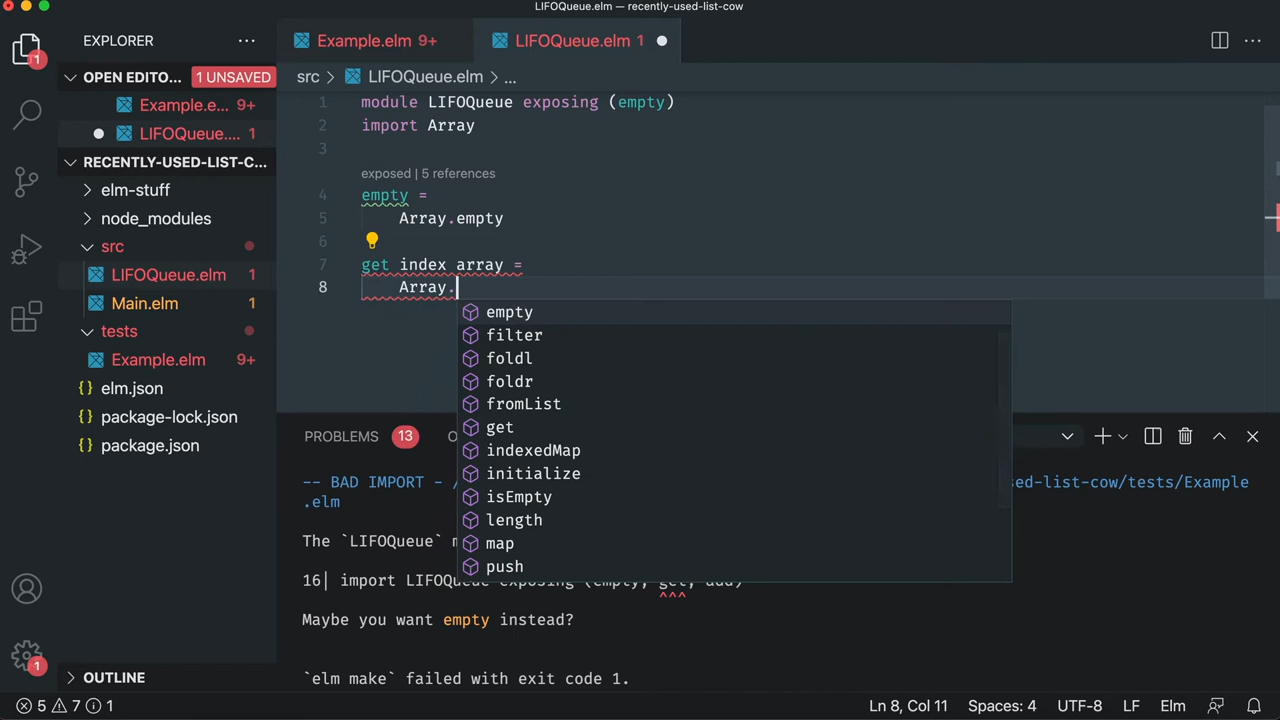 LIFOQueue.elm — recently-used-list-cow
EXPLORER
Example.elm 9+
LIFOQueue.elm 1
1
OPEN EDITO... 1 UNSAVED
src > LIFOQueue.elm > ...
Example.e... 9+
LIFOQueue.... 1
RECENTLY-USED-LIST-C...
elm-stuff
node_modules
src
LIFOQueue.elm 1
Main.elm 1
tests
Example.elm 9+
elm.json
package-lock.json
package.json
1 module LIFOQueue exposing (empty)
2 import Array
3
exposed | 5 references
4 empty =
5 Array.empty
6
7 get index array =
8 Array.
empty
filter
foldl
foldr
fromList
get
indexedMap
initialize
isEmpty
length
map
push
PROBLEMS 13
-- BAD IMPORT - /
ed-list-cow/tests/Example
.elm
The `LIFOQueue`
16| import LIFOQueue exposing (empty, get, add)
^^^
Maybe you want empty instead?
`elm make` failed with exit code 1.
OUTLINE
1
5 7 1
Ln 8, Col 11 Spaces: 4 UTF-8 LF Elm